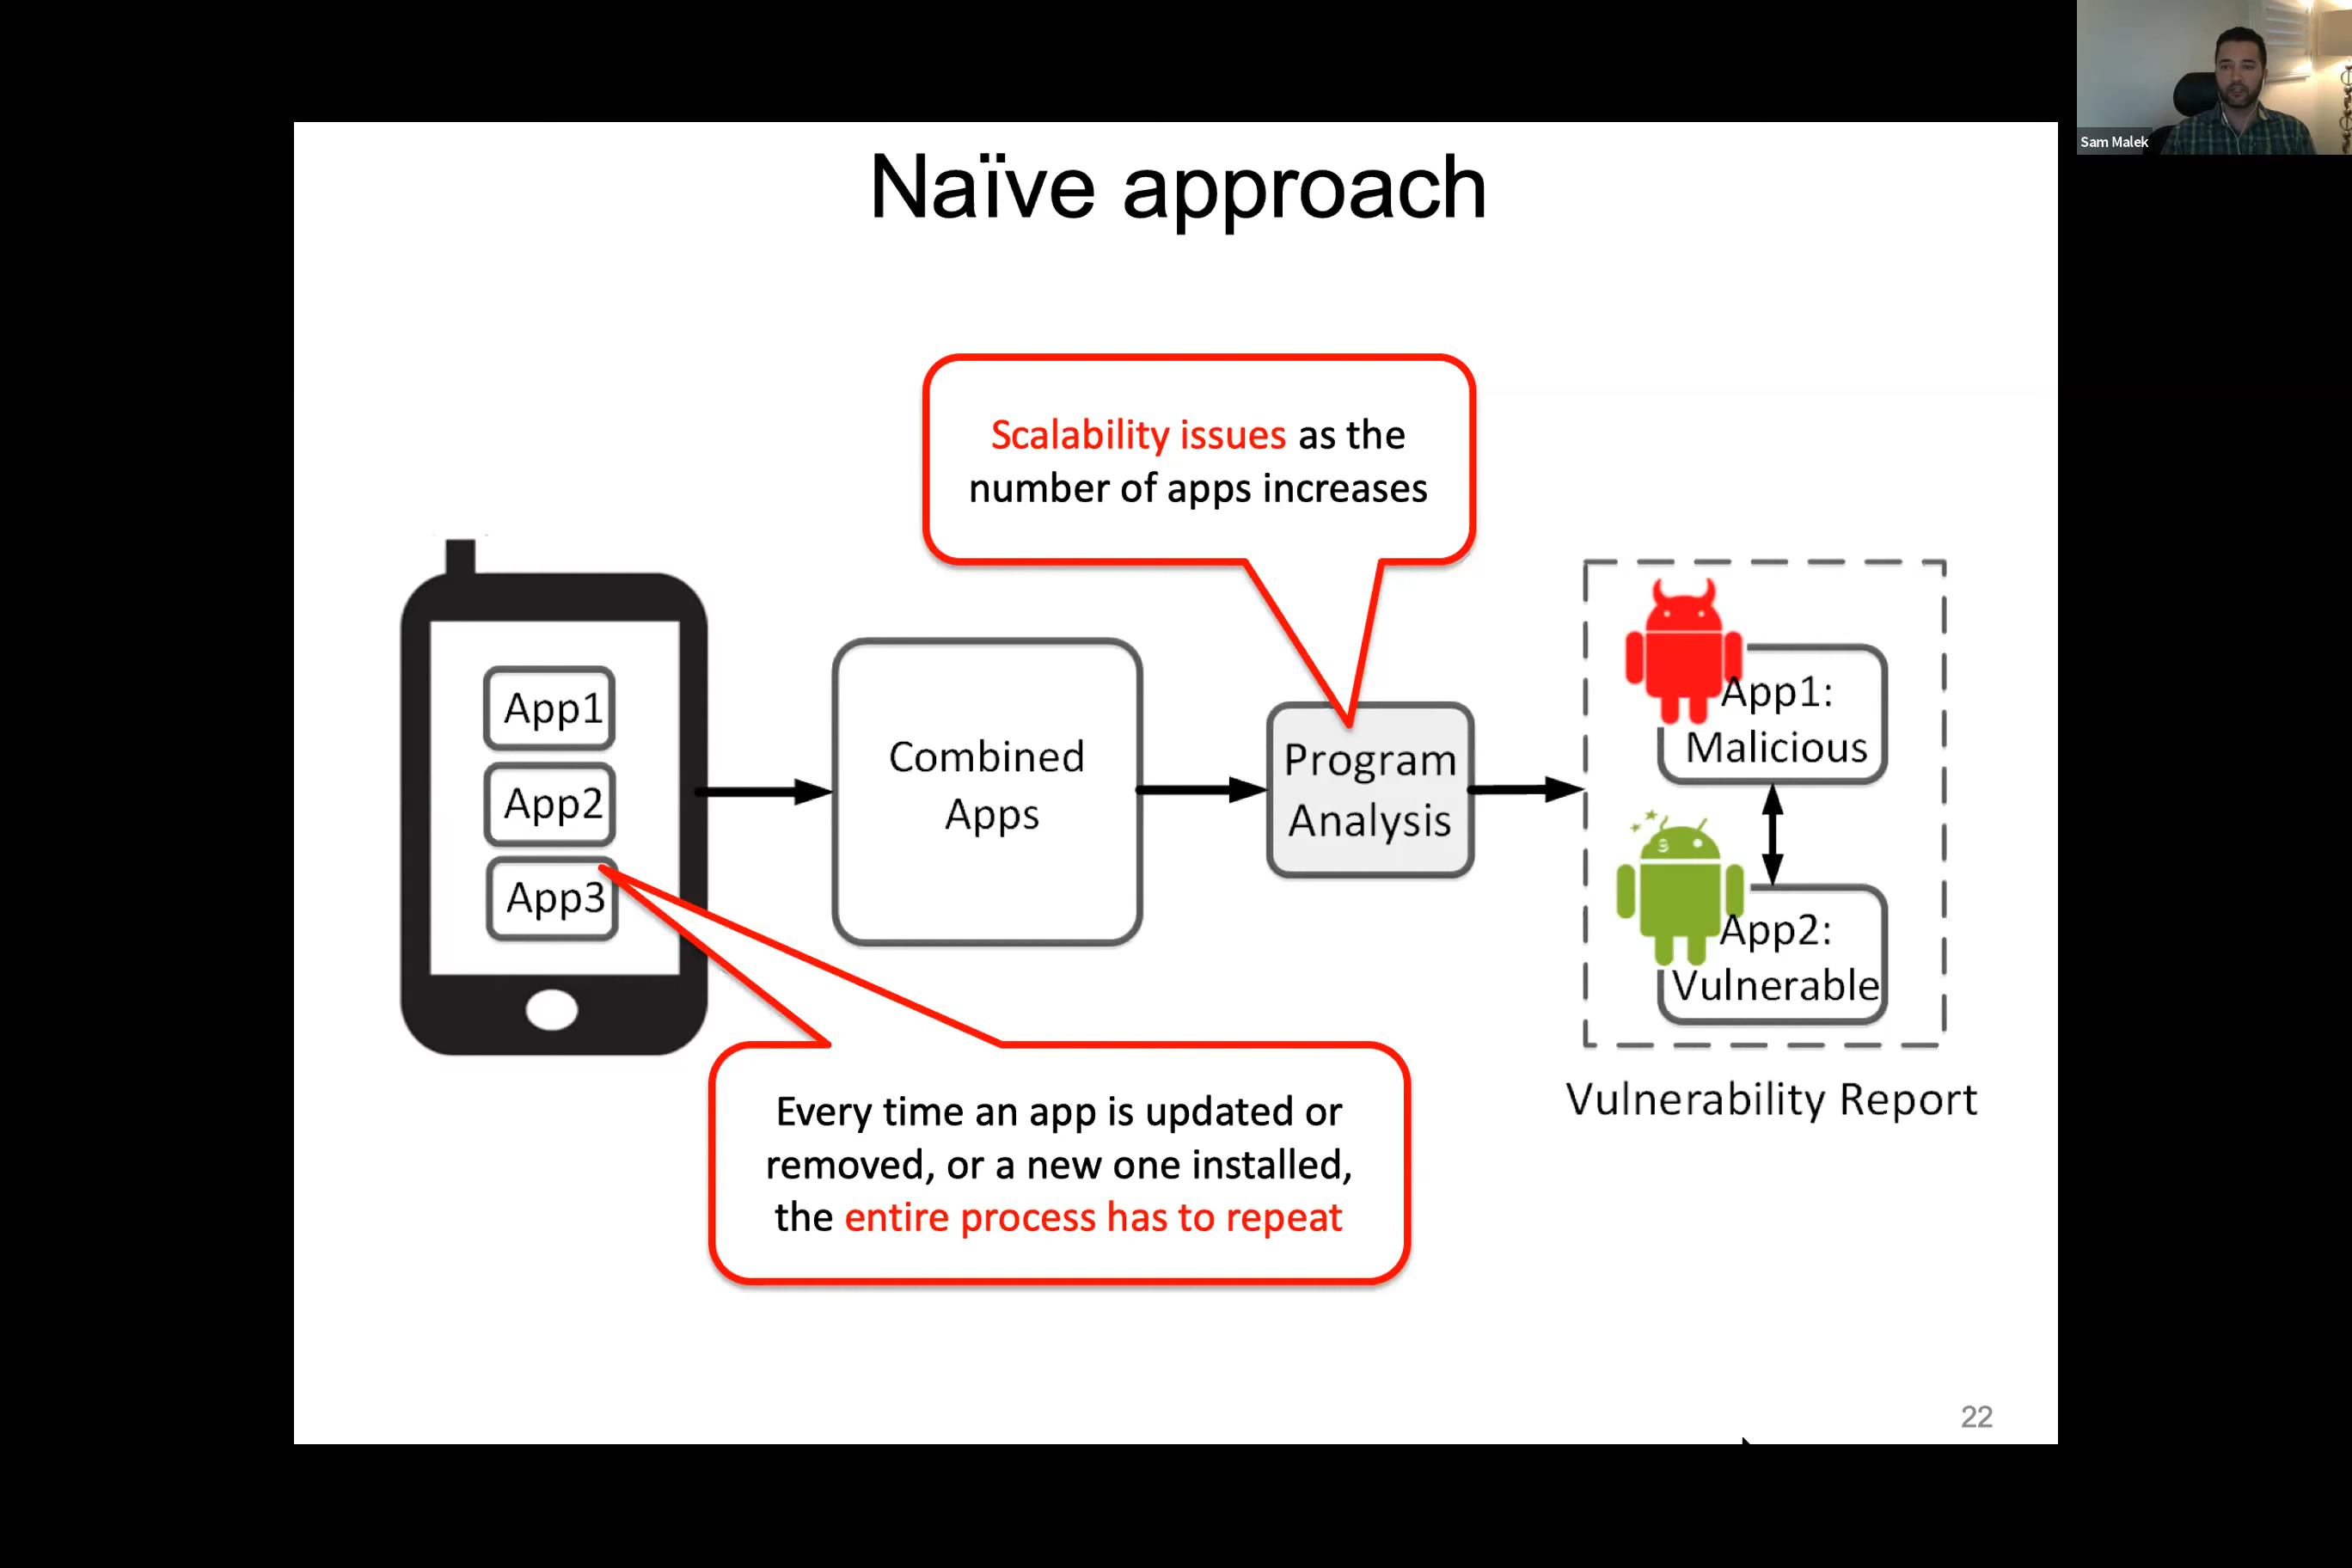 Sam Malek
Naïve approach
Scalability issues as the
number of apps increases
App1
App2
App3
Combined
Apps
Program
Analysis
App1:
Malicious
App2:
Vulnerable
Vulnerability Report
Every time an app is updated or
removed, or a new one installed,
the entire process has to repeat
22